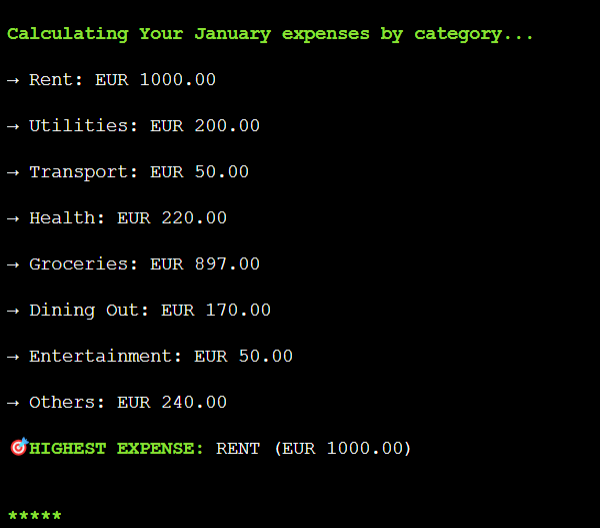 Calculating Your January expenses by category...
→ Rent: EUR 1000.00
→ Utilities: EUR 200.00
→ Transport: EUR 50.00
→ Health: EUR 220.00
→ Groceries: EUR 897.00
→ Dining Out: EUR 170.00
→ Entertainment: EUR 50.00
→ Others: EUR 240.00
🎯HIGHEST EXPENSE: RENT (EUR 1000.00)
*****